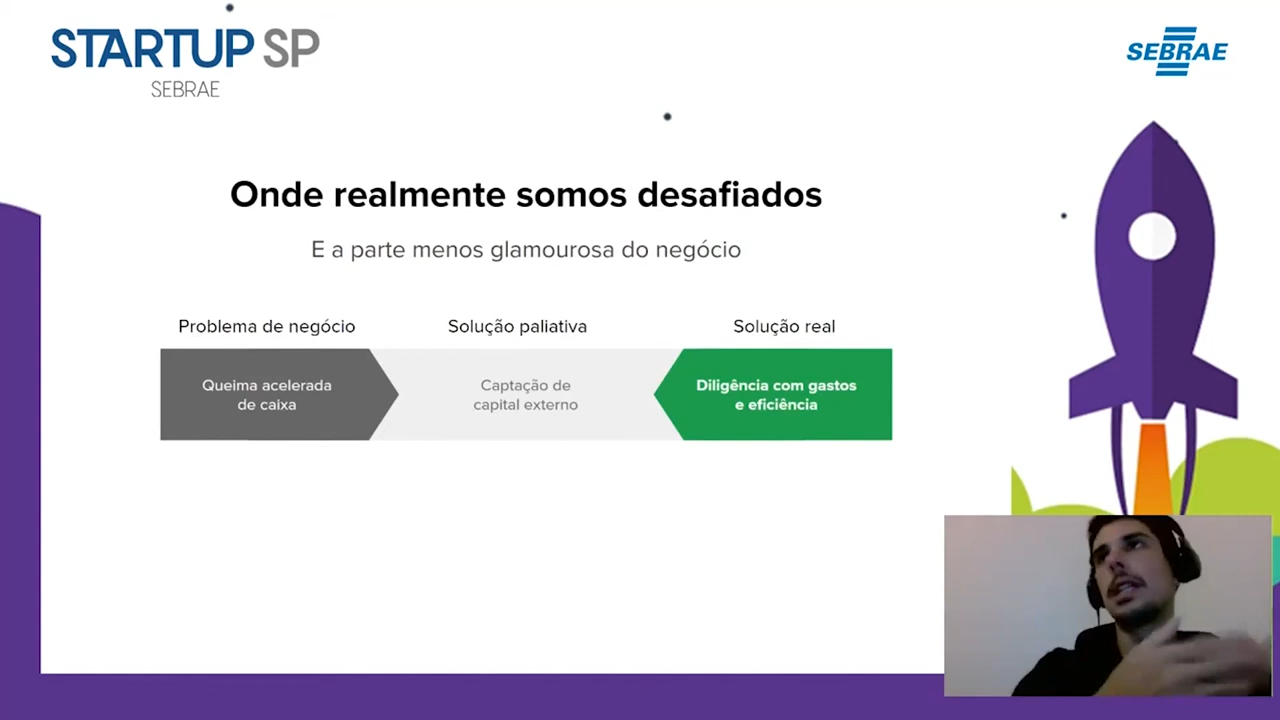 STARTUP SP
SEBRAE
SEBRAE
Onde realmente somos desafiados
E a parte menos glamourosa do negócio
Problema de negócio
Solução paliativa
Solução real
Queima acelerada
de caixa
Captação de
capital externo
Diligência com gastos
e eficiência